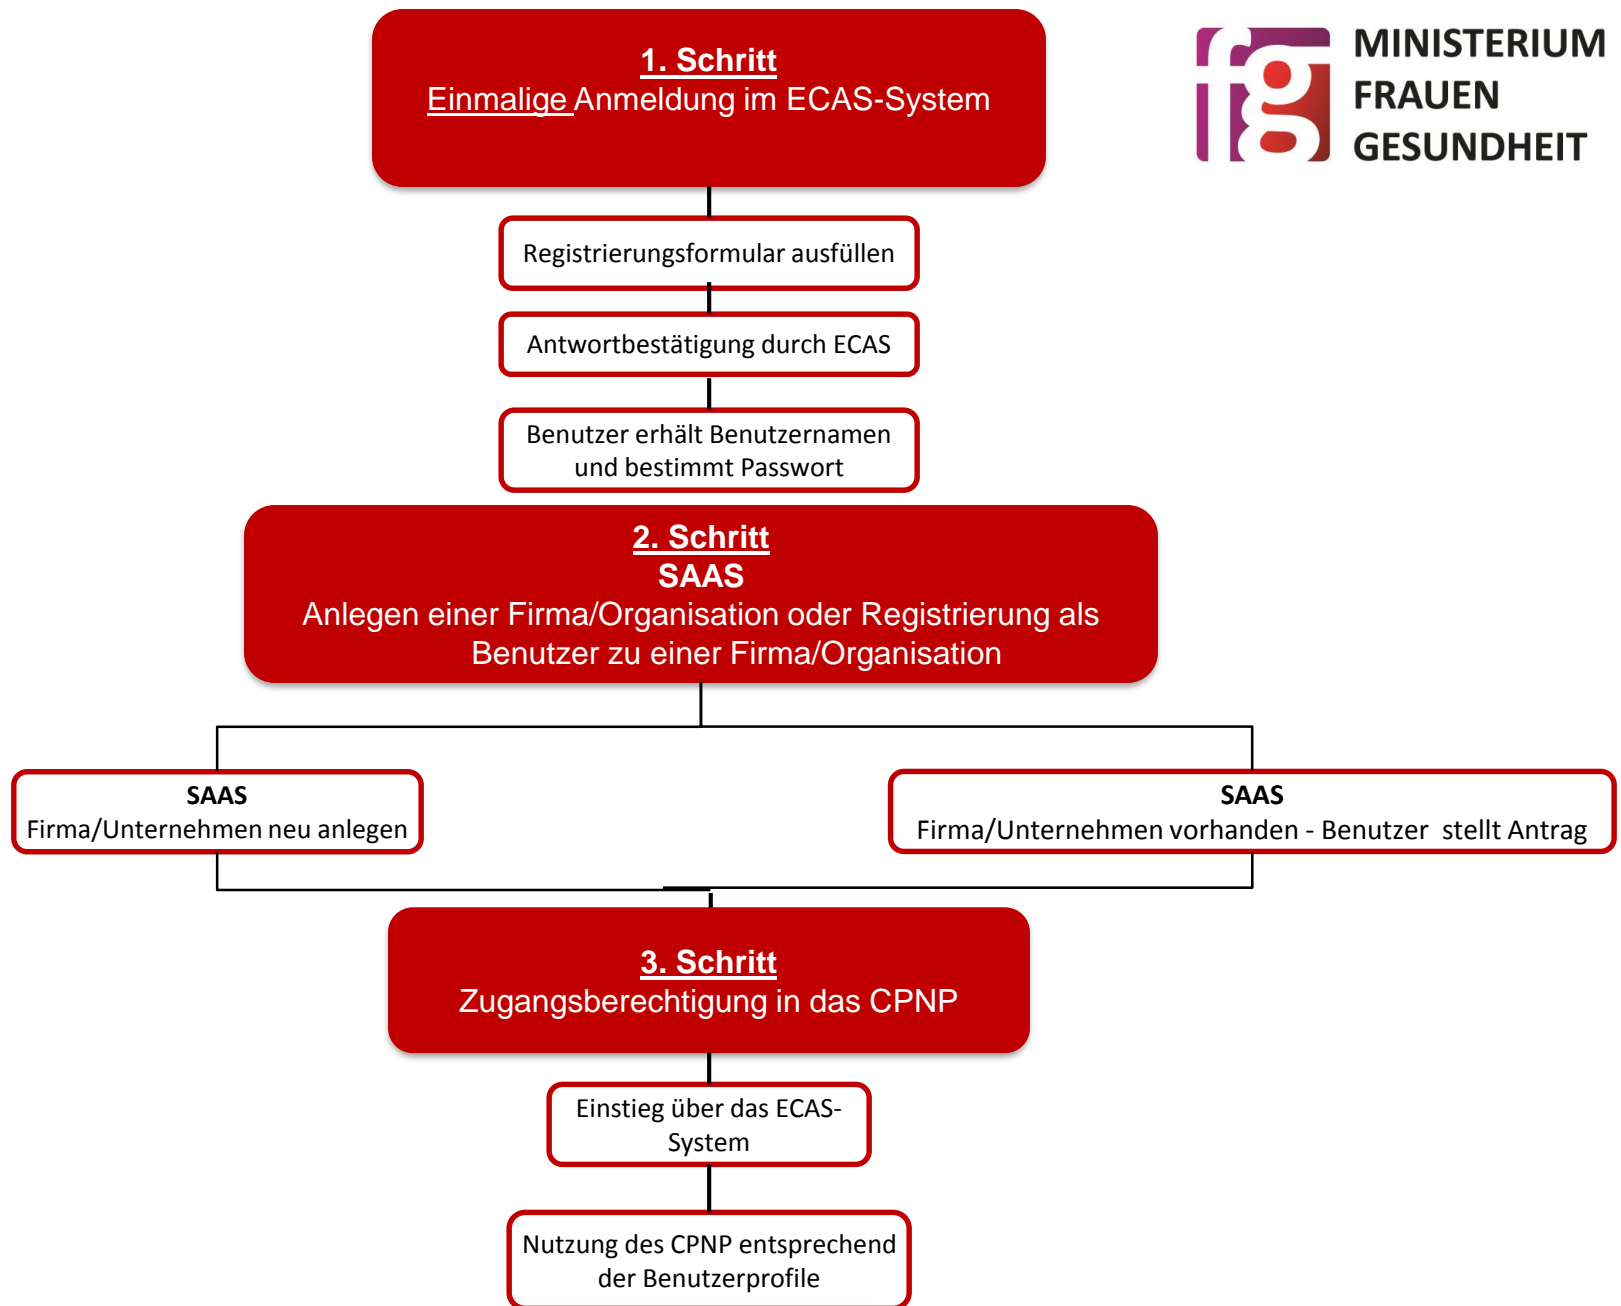 1. Schritt
Einmalige Anmeldung im ECAS-System
MINISTERIUM
FRAUEN
GESUNDHEIT
fg
Registrierungsformular ausfüllen
Antwortbestätigung durch ECAS
Benutzer erhält Benutzernamen
und bestimmt Passwort
2. Schritt
SAAS
Anlegen einer Firma/Organisation oder Registrierung als
Benutzer zu einer Firma/Organisation
SAAS
Firma/Unternehmen neu anlegen
SAAS
Firma/Unternehmen vorhanden - Benutzer  stellt Antrag
3. Schritt
Zugangsberechtigung in das CPNP
Einstieg über das ECAS-
System
Nutzung des CPNP entsprechend
der Benutzerprofile